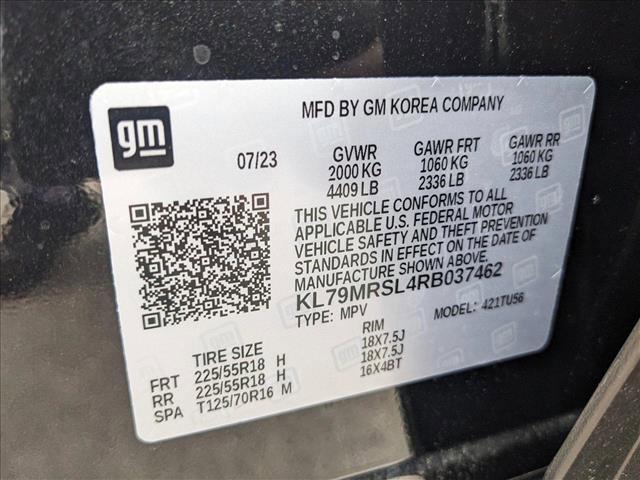 gm
MFD BY GM KOREA COMPANY
07/23 GVWR GAWR FRT GAWR RR
2000 KG 1060 KG 1060 KG
4409 LB 2336 LB 2336 LB
THIS VEHICLE CONFORMS TO ALL
APPLICABLE U.S. FEDERAL MOTOR
VEHICLE SAFETY AND THEFT PREVENTION
STANDARDS IN EFFECT ON THE DATE OF
MANUFACTURE SHOWN ABOVE.
KL79MRSL4RB037462
TYPE: MPV MODEL: 421TU56
TIRE SIZE RIM
FRT 225/55R18 H 18X7.5J
RR 225/55R18 H 18X7.5J
SPA T125/70R16 M 16X4BT